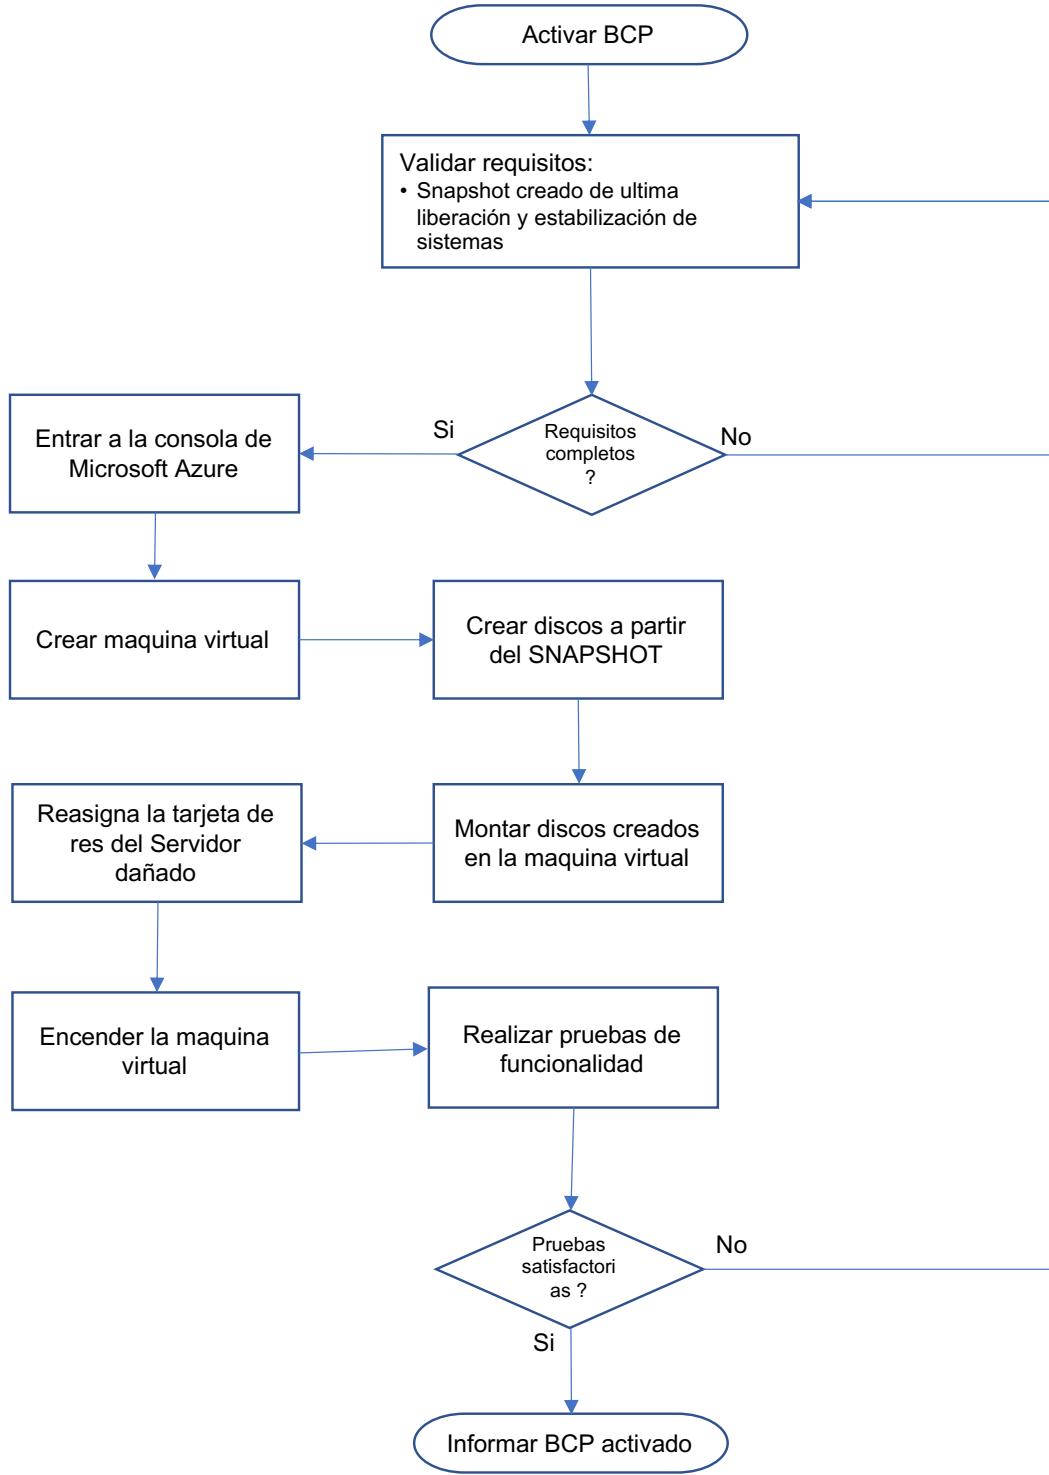 Activar BCP
Validar requisitos:
• Snapshot creado de ultima
liberación y estabilización de
sistemas
Requisitos
completos
?
Si
No
Entrar a la consola de
Microsoft Azure
Crear maquina virtual
Crear discos a partir
del SNAPSHOT
Montar discos creados
en la maquina virtual
Reasigna la tarjeta de
res del Servidor
dañado
Encender la maquina
virtual
Realizar pruebas de
funcionalidad
Pruebas
satisfactori
as ?
No
Si
Informar BCP activado